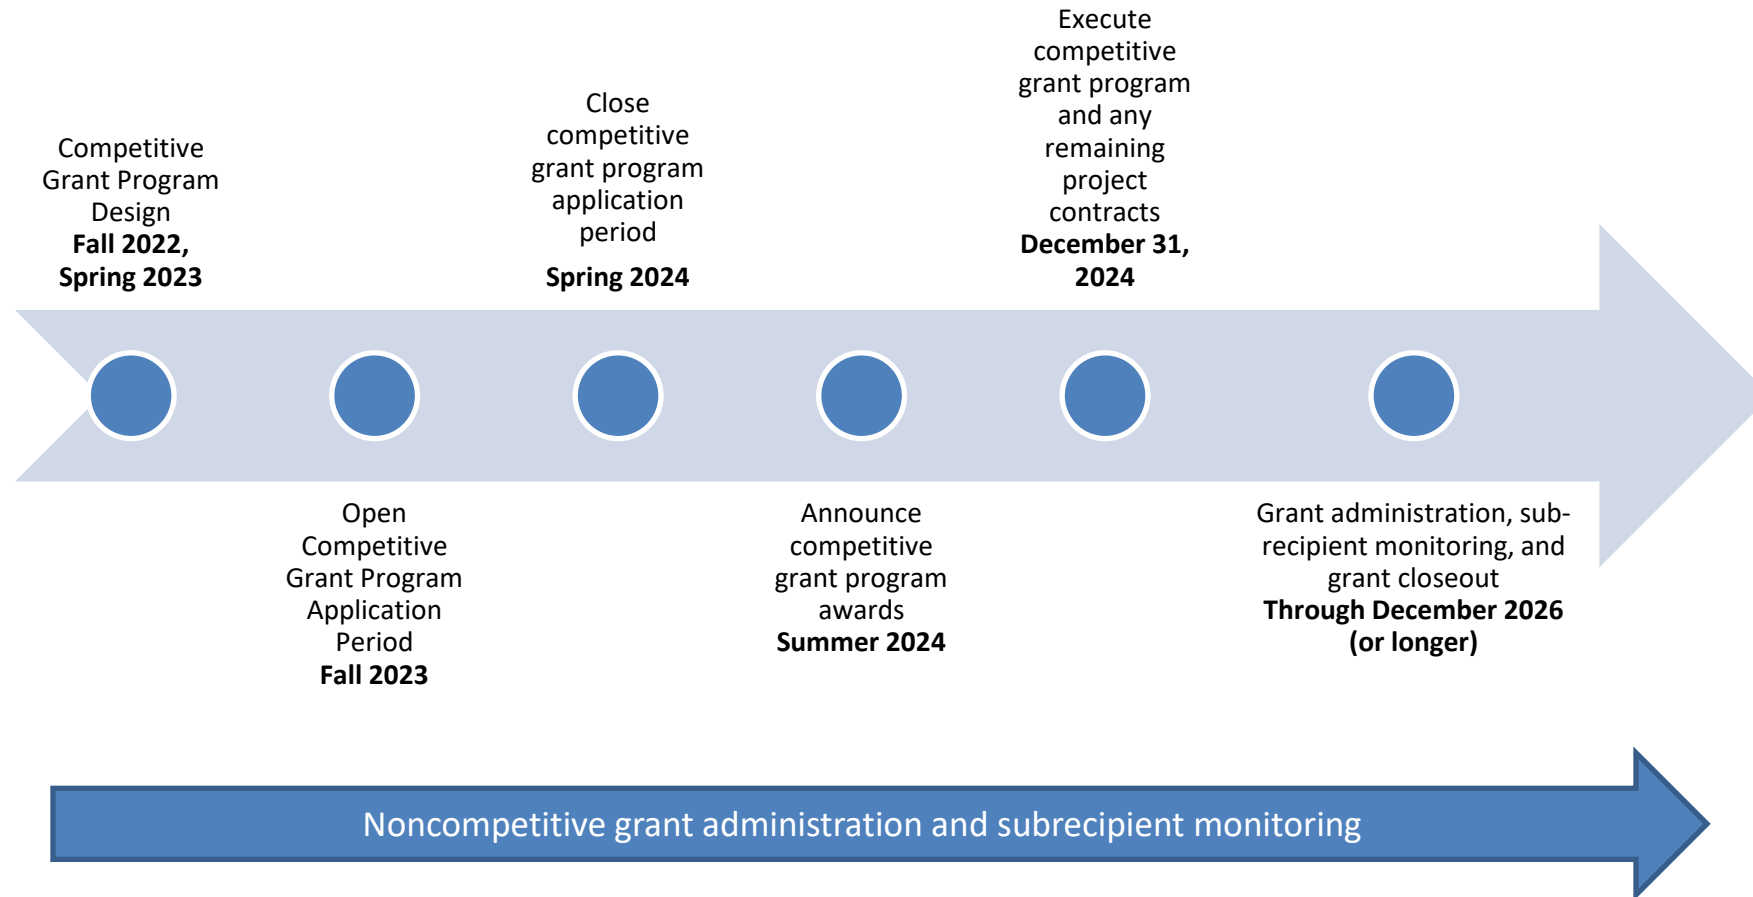 Competitive
Grant Program
Design
Fall 2022,
Spring 2023
Open
Competitive
Grant Program
Application
Period
Fall 2023
Close
competitive
grant program
application
period
Spring 2024
Announce
competitive
grant program
awards
Summer 2024
Execute
competitive
grant program
and any
remaining
project
contracts
December 31,
2024
Grant administration, sub-
recipient monitoring, and
grant closeout
Through December 2026
(or longer)
Noncompetitive grant administration and subrecipient monitoring